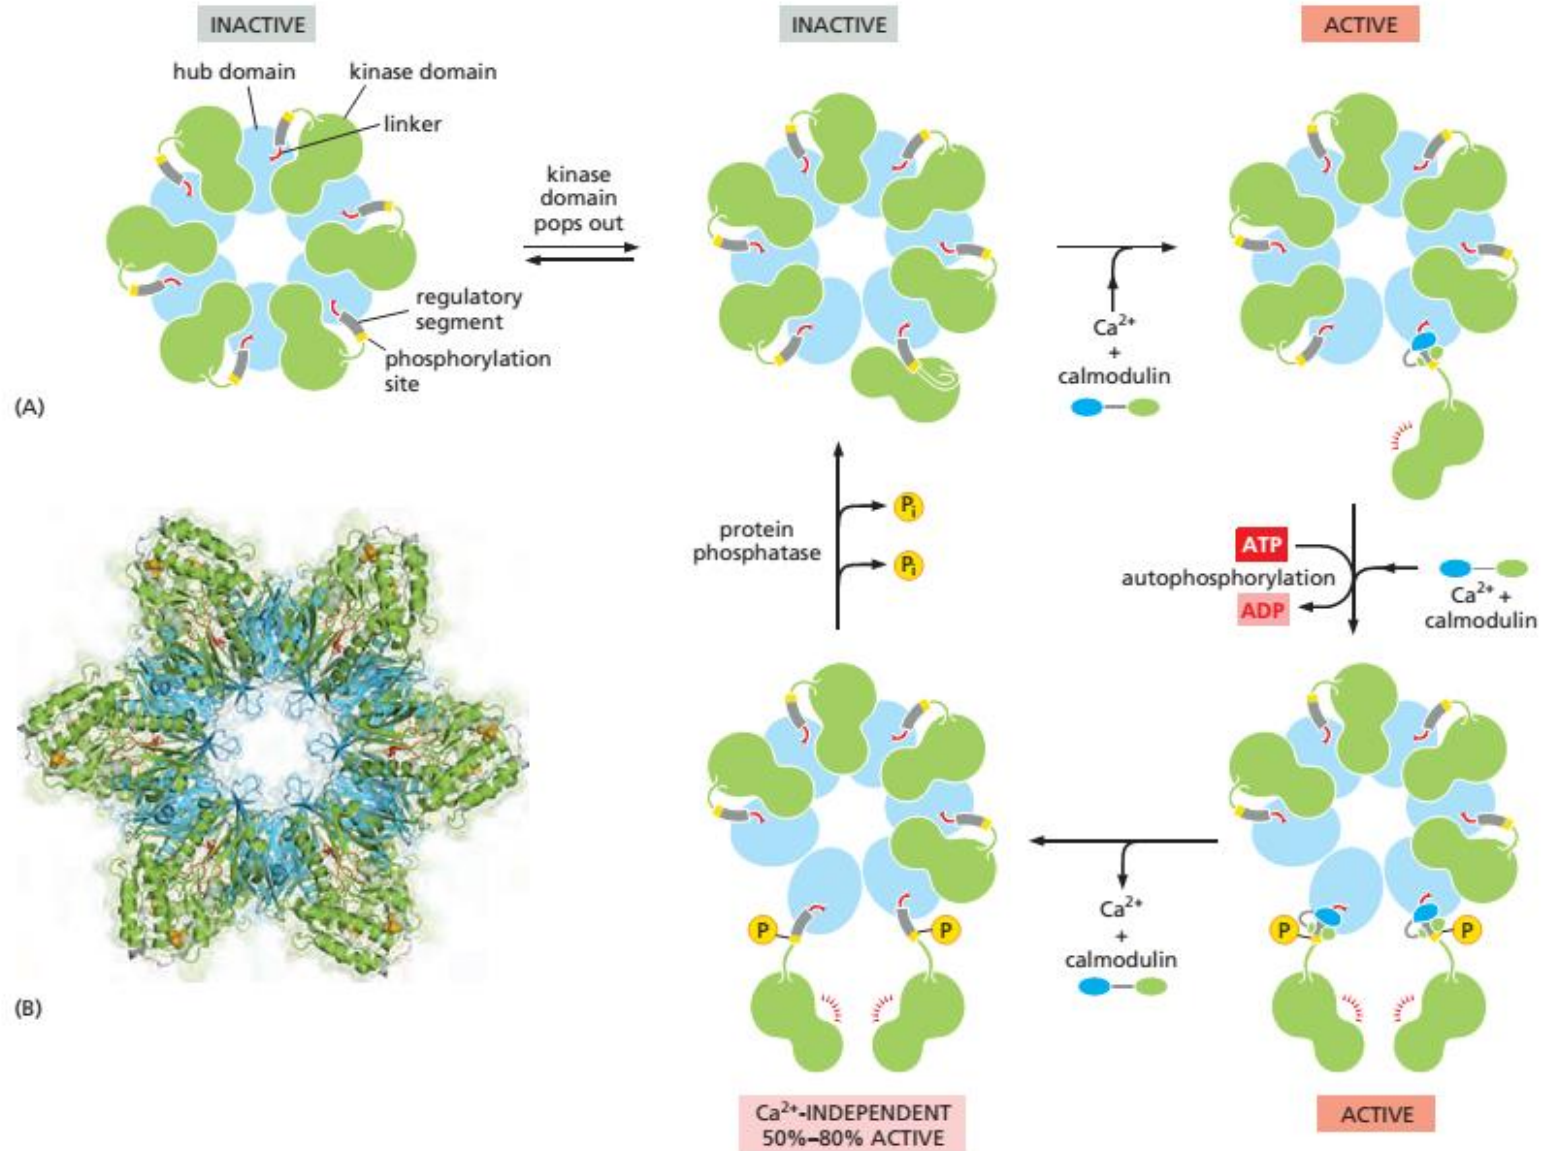 INACTIVE
hub domain
kinase domain
linker
regulatory
segment
phosphorylation
site
(A)
kinase
domain
pops out
INACTIVE
Ca²⁺
+
calmodulin
ACTIVE
protein
phosphatase
Pᵢ
Pᵢ
ATP
autophosphorylation
ADP
Ca²⁺ +
calmodulin
(B)
P
P
Ca²⁺
+
calmodulin
P
P
Ca²⁺-INDEPENDENT
50%–80% ACTIVE
ACTIVE